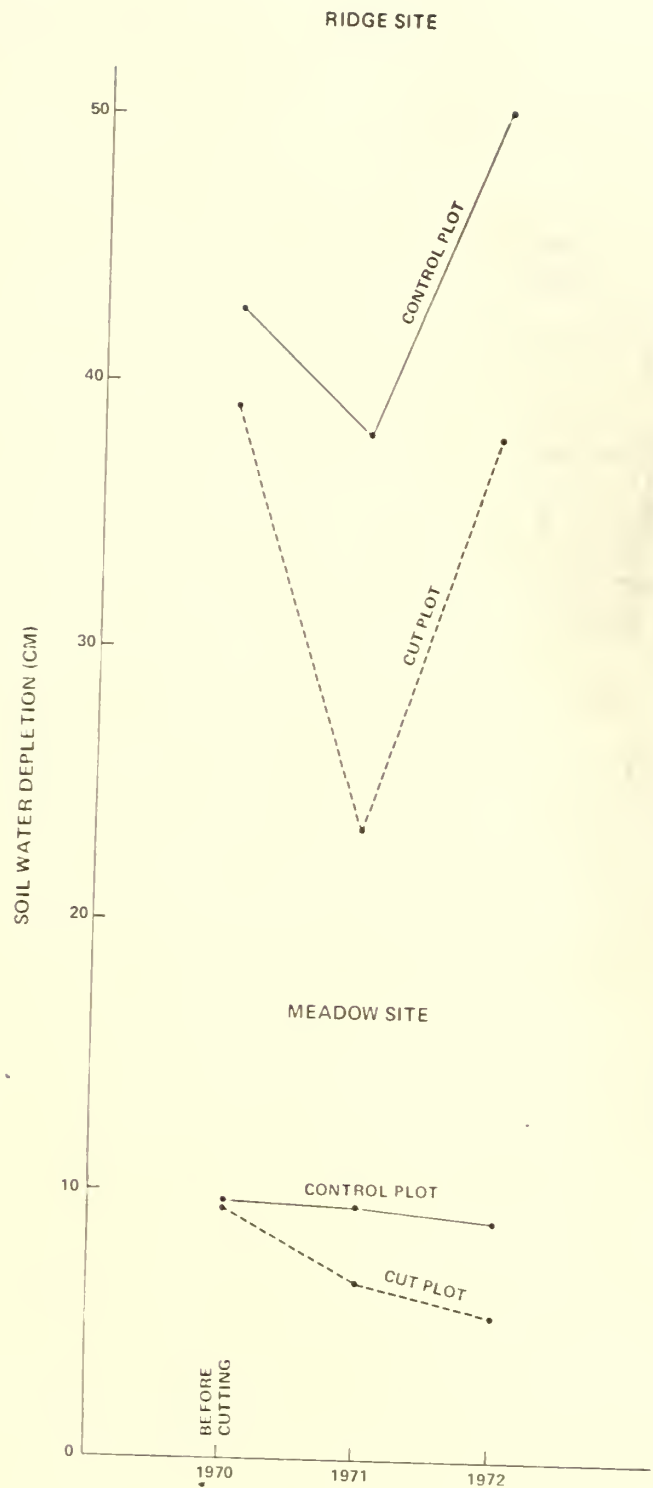 RIDGE SITE
50
40
30
20
10
0
SOIL WATER DEPLETION (CM)
CONTROL PLOT
CUT PLOT
MEADOW SITE
CONTROL PLOT
CUT PLOT
BEFORE
CUTTING
1970
1971
1972